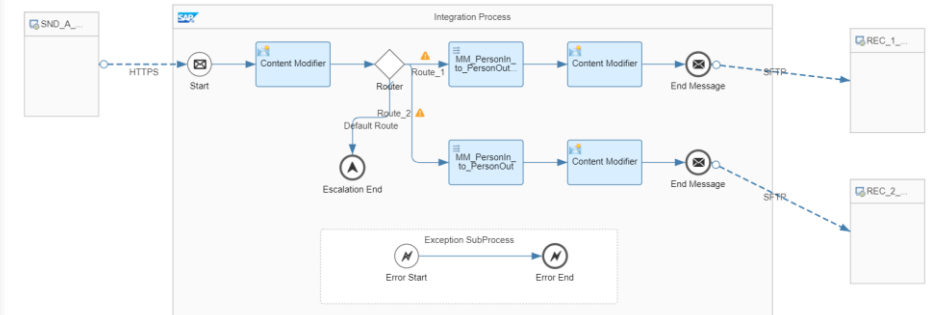 SAP
Integration Process
SND_A_...
HTTPS
Start
Content Modifier
Router
Route_1
MM_PersonIn_
to_PersonOut...
Content Modifier
End Message
SFTP
REC_1_...
Route_2
Default Route
Escalation End
MM_PersonIn_
to_PersonOut
Content Modifier
End Message
SFTP
REC_2_...
Exception SubProcess
Error Start
Error End